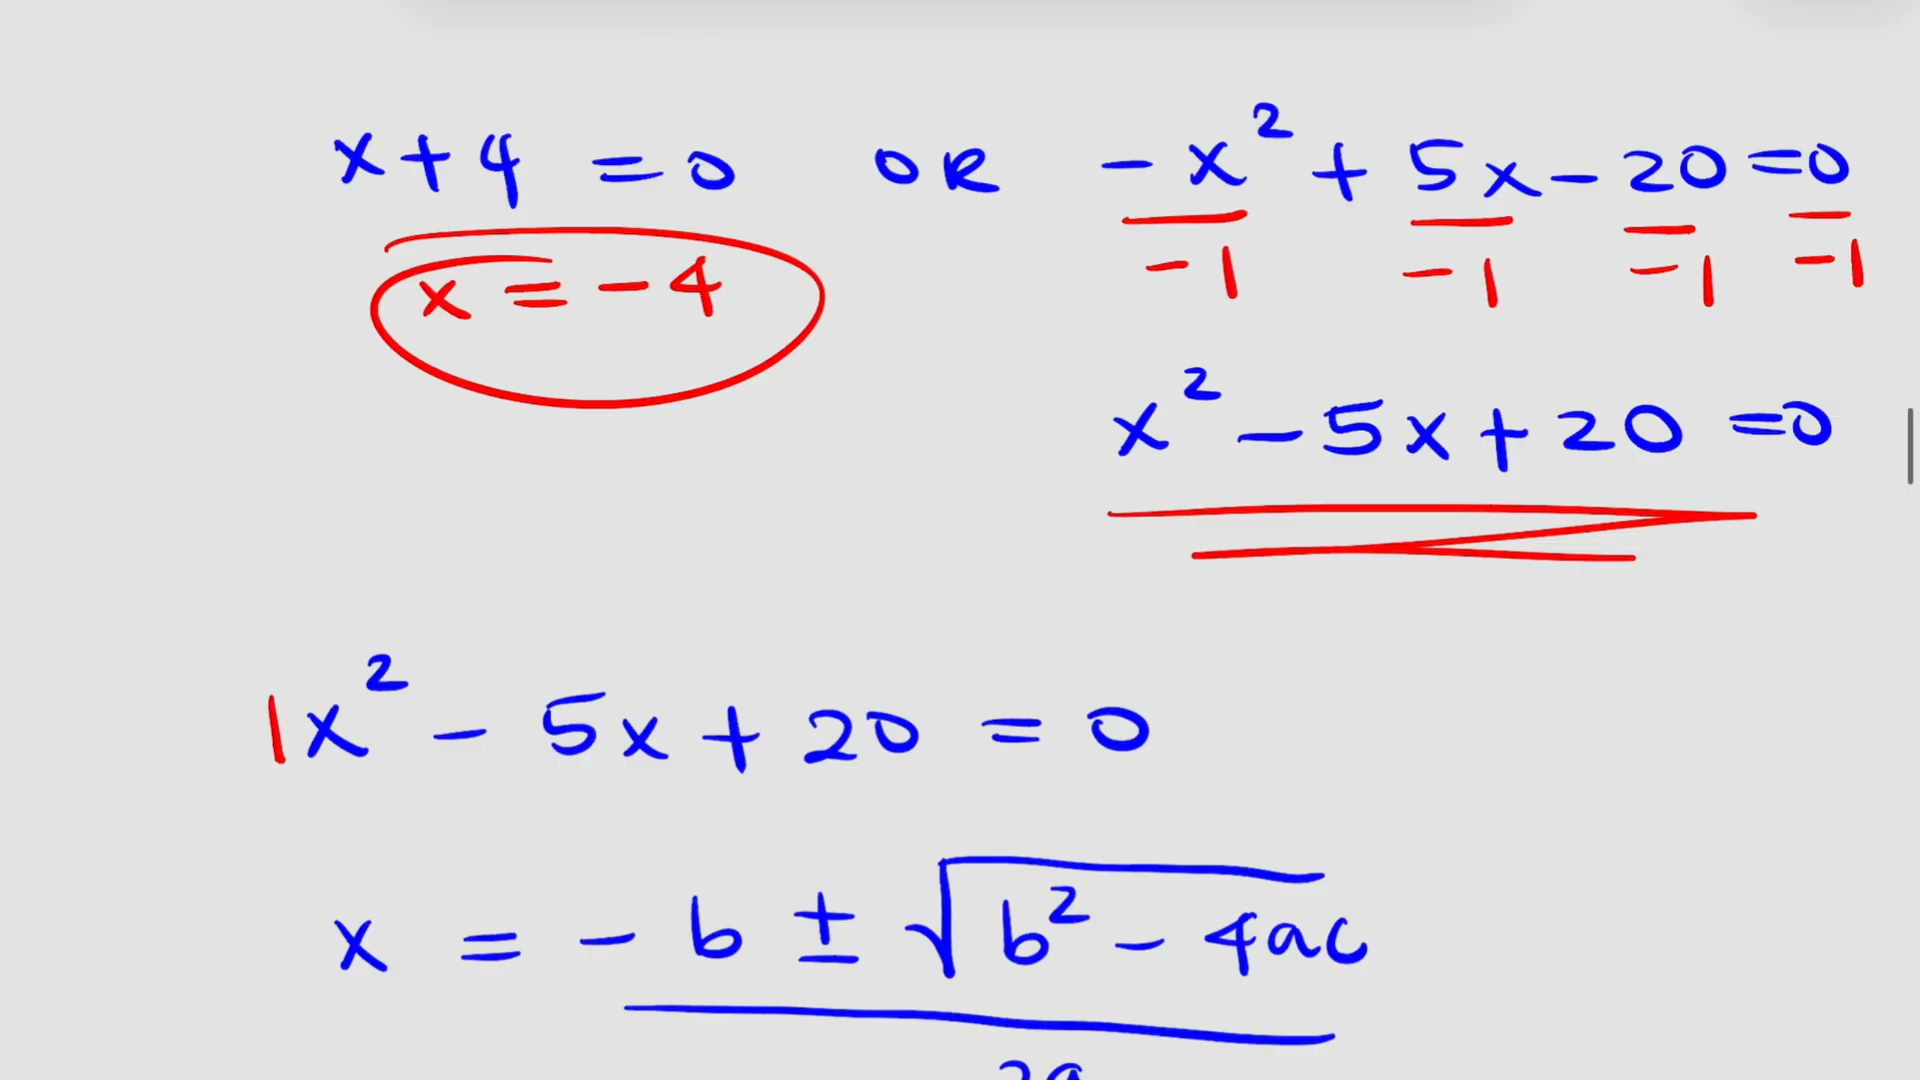 x + 4 = 0 OR -x² + 5x - 20 = 0
x = -4 -1 -1 -1 -1
x² - 5x + 20 = 0
1x² - 5x + 20 = 0
x = -b ± √b² - 4ac
2a